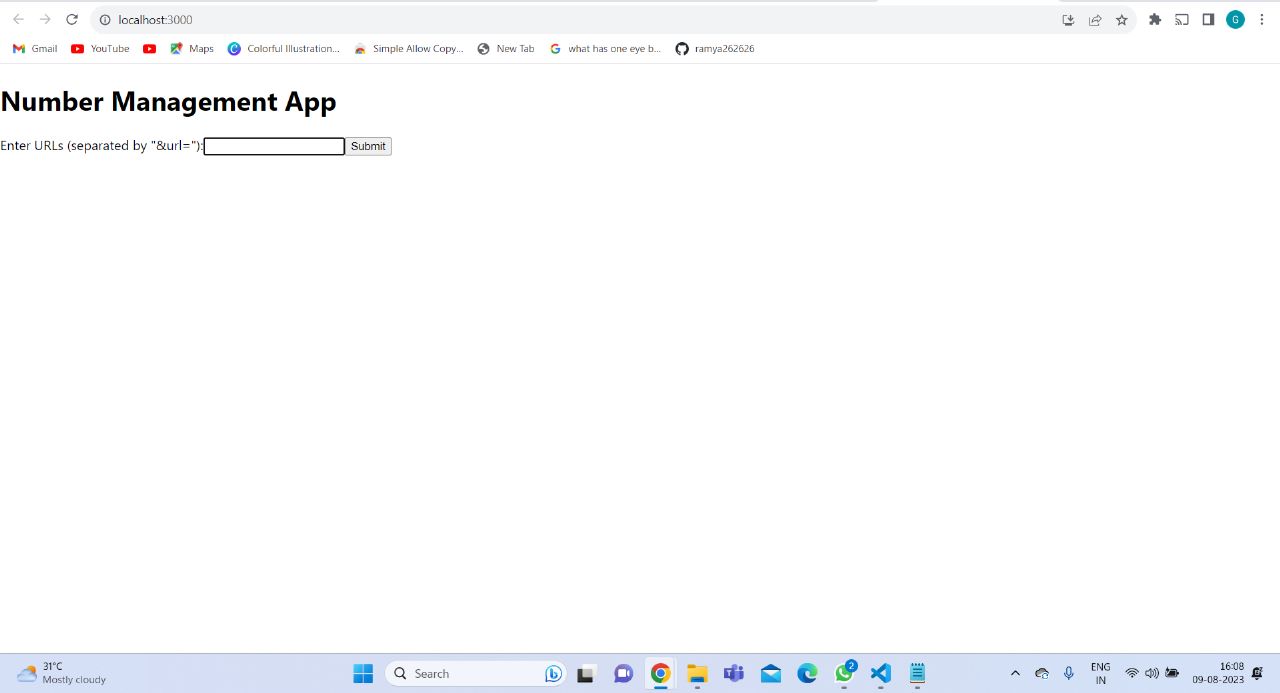 localhost:3000
Gmail YouTube Maps Colorful Illustration... Simple Allow Copy... New Tab what has one eye b... ramya262626
G
Number Management App
Enter URLs (separated by "&url="): Submit
31°C
Mostly cloudy
Search
2
ENG
IN
16:08
09-08-2023